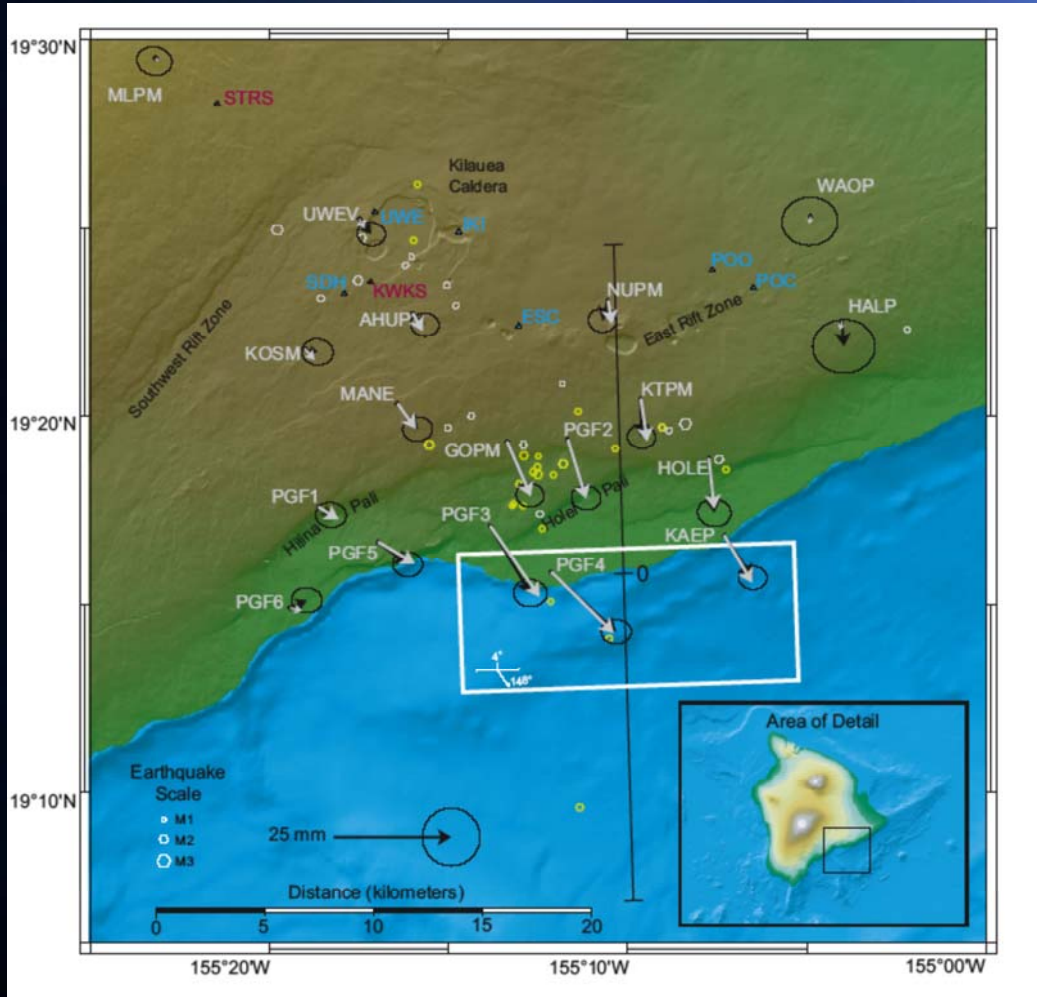 19°30'N
MLPM
STRS
Kilauea
Caldera
WAOP
UWEV
UWE
IKI
POO
SDH
KWKS
POC
NUPM
HALP
AHUP
ESC
East Rift Zone
KOSM
Southwest Rift Zone
19°20'N
MANE
KTPM
GOPM
PGF2
HOLE
PGF1
Hilina Pali
Holei Pali
PGF3
KAEP
PGF5
PGF4
0
PGF6
4°
148°
Area of Detail
Earthquake
Scale
M1
M2
M3
19°10'N
25 mm
Distance (kilometers)
0 5 10 15 20
155°20'W 155°10'W 155°00'W